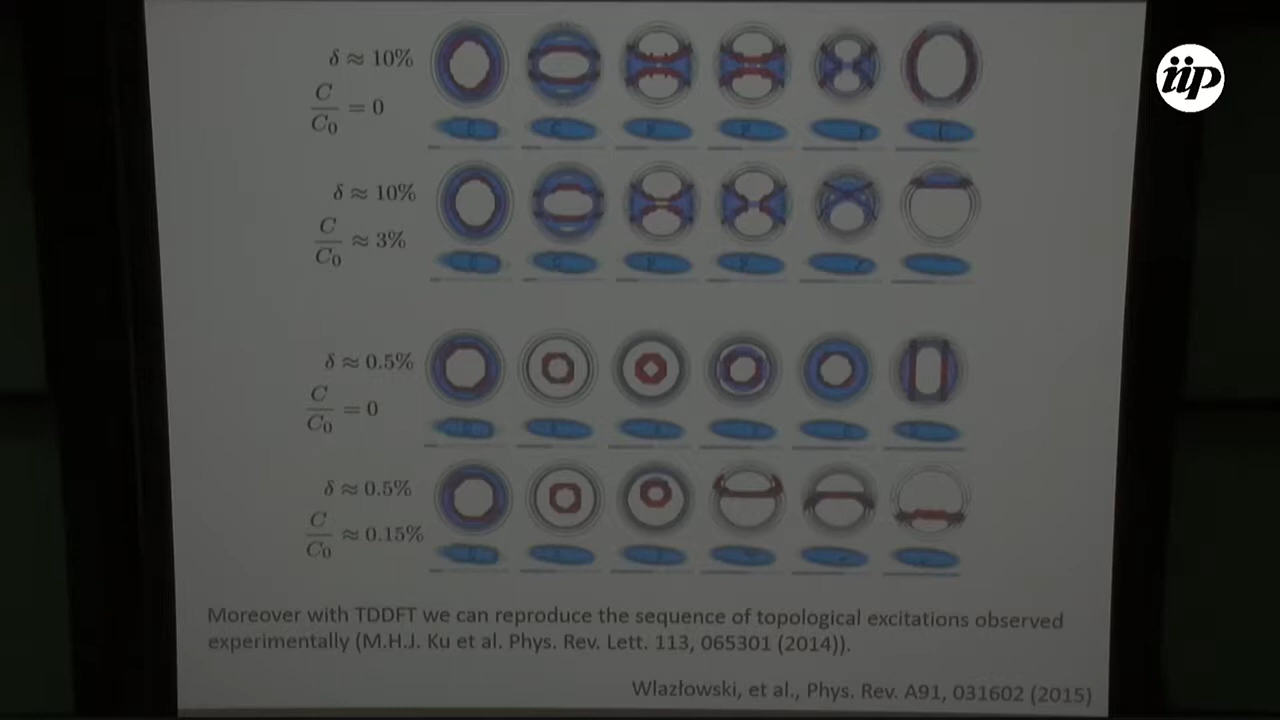 iip
δ ≈ 10%
C/C₀ = 0
δ ≈ 10%
C/C₀ ≈ 3%
δ ≈ 0.5%
C/C₀ = 0
δ ≈ 0.5%
C/C₀ ≈ 0.15%
Moreover with TDDFT we can reproduce the sequence of topological excitations observed
experimentally (M.H.J. Ku et al. Phys. Rev. Lett. 113, 065301 (2014)).
Wlazłowski, et al., Phys. Rev. A91, 031602 (2015)